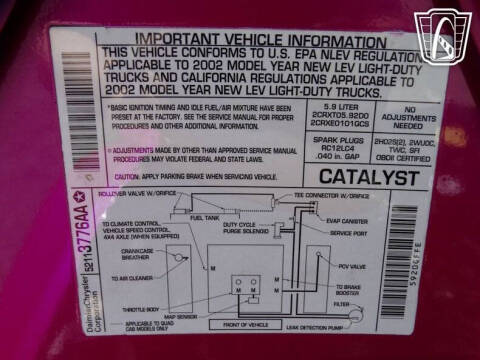 IMPORTANT VEHICLE INFORMATION
THIS VEHICLE CONFORMS TO U.S. EPA NLEV REGULATIONS
APPLICABLE TO 2002 MODEL YEAR NEW LEV LIGHT-DUTY
TRUCKS AND CALIFORNIA REGULATIONS APPLICABLE TO
2002 MODEL YEAR NEW LEV LIGHT-DUTY TRUCKS.
*BASIC IGNITION TIMING AND IDLE FUEL/AIR MIXTURE HAVE BEEN
PRESET AT THE FACTORY. SEE THE SERVICE MANUAL FOR PROPER
PROCEDURES AND OTHER ADDITIONAL INFORMATION.
*ADJUSTMENTS MADE BY OTHER THAN APPROVED SERVICE MANUAL
PROCEDURES MAY VIOLATE FEDERAL AND STATE LAWS.
CAUTION: APPLY PARKING BRAKE WHEN SERVICING VEHICLE.
5.9 LITER
2CRXT05.92D0
2CRXE0101GCS
SPARK PLUGS
RC12LC4
.040 in. GAP
NO
ADJUSTMENTS
NEEDED
2HO2S(2), 2WUOC,
TWC, SFI
OBDII CERTIFIED
CATALYST
ROLLOVER VALVE W/ORIFICE
TEE CONNECTOR W/ORIFICE
FUEL TANK
EVAP CANISTER
SERVICE PORT
DUTY CYCLE
PURGE SOLENOID
TO CLIMATE CONTROL,
VEHICLE SPEED CONTROL,
4X4 AXLE (WHEN EQUIPPED)
CRANKCASE
BREATHER
M
M
PCV VALVE
TO AIR CLEANER
M
M
TO BRAKE
BOOSTER
THROTTLE BODY
MAP SENSOR
FILTER
M APPLICABLE TO QUAD
CAB MODELS ONLY
FRONT OF VEHICLE
LEAK DETECTION PUMP
DaimlerChrysler
Corporation
52113776AA